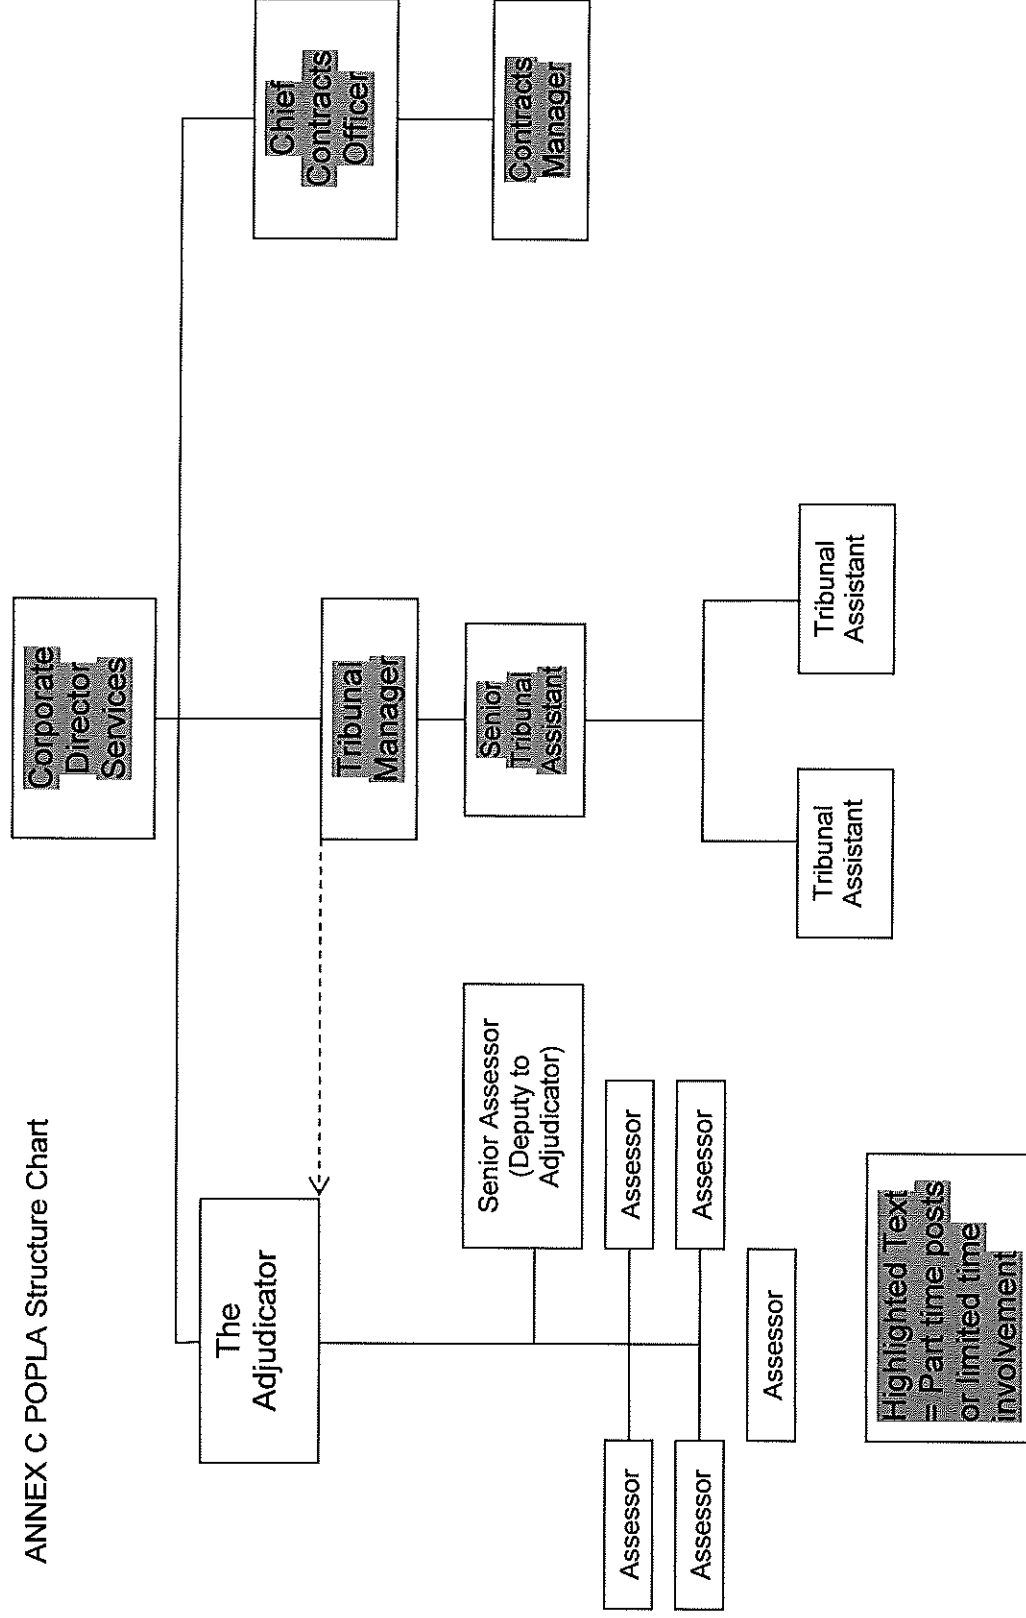 ANNEX C POPLA Structure Chart
Corporate
Director
Services
Chief
Contracts
Officer
Contracts
Manager
The
Adjudicator
Tribunal
Manager
Senior
Tribunal
Assistant
Tribunal
Assistant
Tribunal
Assistant
Senior Assessor
(Deputy to
Adjudicator)
Assessor
Assessor
Assessor
Assessor
Assessor
Highlighted Text
= Part time posts
or limited time
involvement